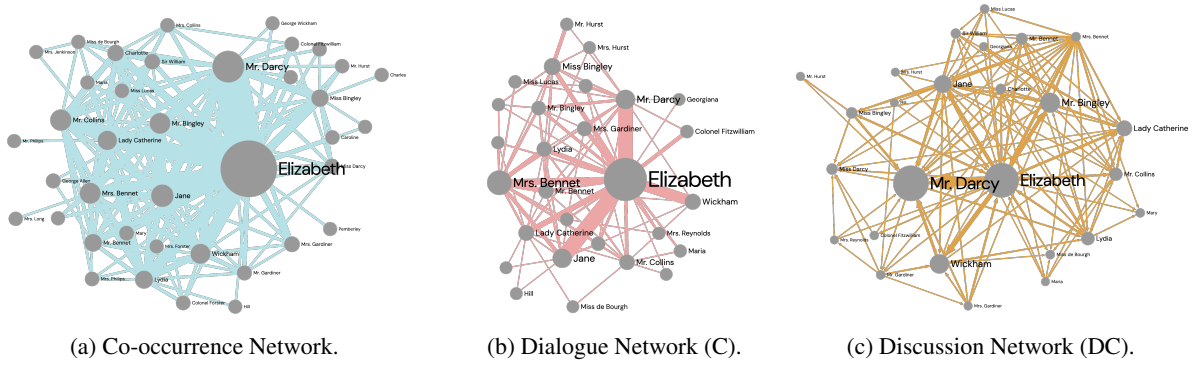 Mrs. Collins
George Wickham
Miss de Bourgh
Mrs. Jenkinson
Charlotte
Colonel Fitzwilliam
Sir William
Mr. Darcy
Mr. Hurst
Charles
Maria
Miss Lucas
Miss Bingley
Mr. Collins
Mr. Bingley
Caroline
Mr. Philips
Lady Catherine
Elizabeth
Miss Darcy
George Allen
Mrs. Bennet
Jane
Mrs. Long
Pemberley
Mr. Bennet
Mary
Mrs. Forster
Wickham
Mrs. Gardiner
Mrs. Philips
Lydia
Mr. Gardiner
Colonel Forster
Hill
(a) Co-occurrence Network.
Mr. Hurst
Mrs. Hurst
Miss Bingley
Miss Lucas
Mr. Darcy
Georgiana
Mr. Bingley
Mrs. Gardiner
Colonel Fitzwilliam
Lydia
Mrs. Bennet
Elizabeth
Mr. Bennet
Wickham
Lady Catherine
Mrs. Reynolds
Maria
Jane
Mr. Collins
Hill
Miss de Bourgh
(b) Dialogue Network (C).
Miss Lucas
Sir William
Mr. Bennet
Mrs. Bennet
Georgiana
Mr. Hurst
Mrs. Hurst
Jane
Charlotte
Mr. Bingley
Miss Bingley
Lady Catherine
Miss Darcy
Mr. Darcy
Elizabeth
Mr. Collins
Mary
Mrs. Reynolds
Colonel Fitzwilliam
Lydia
Wickham
Miss de Bourgh
Mr. Gardiner
Maria
Mrs. Gardiner
(c) Discussion Network (DC).